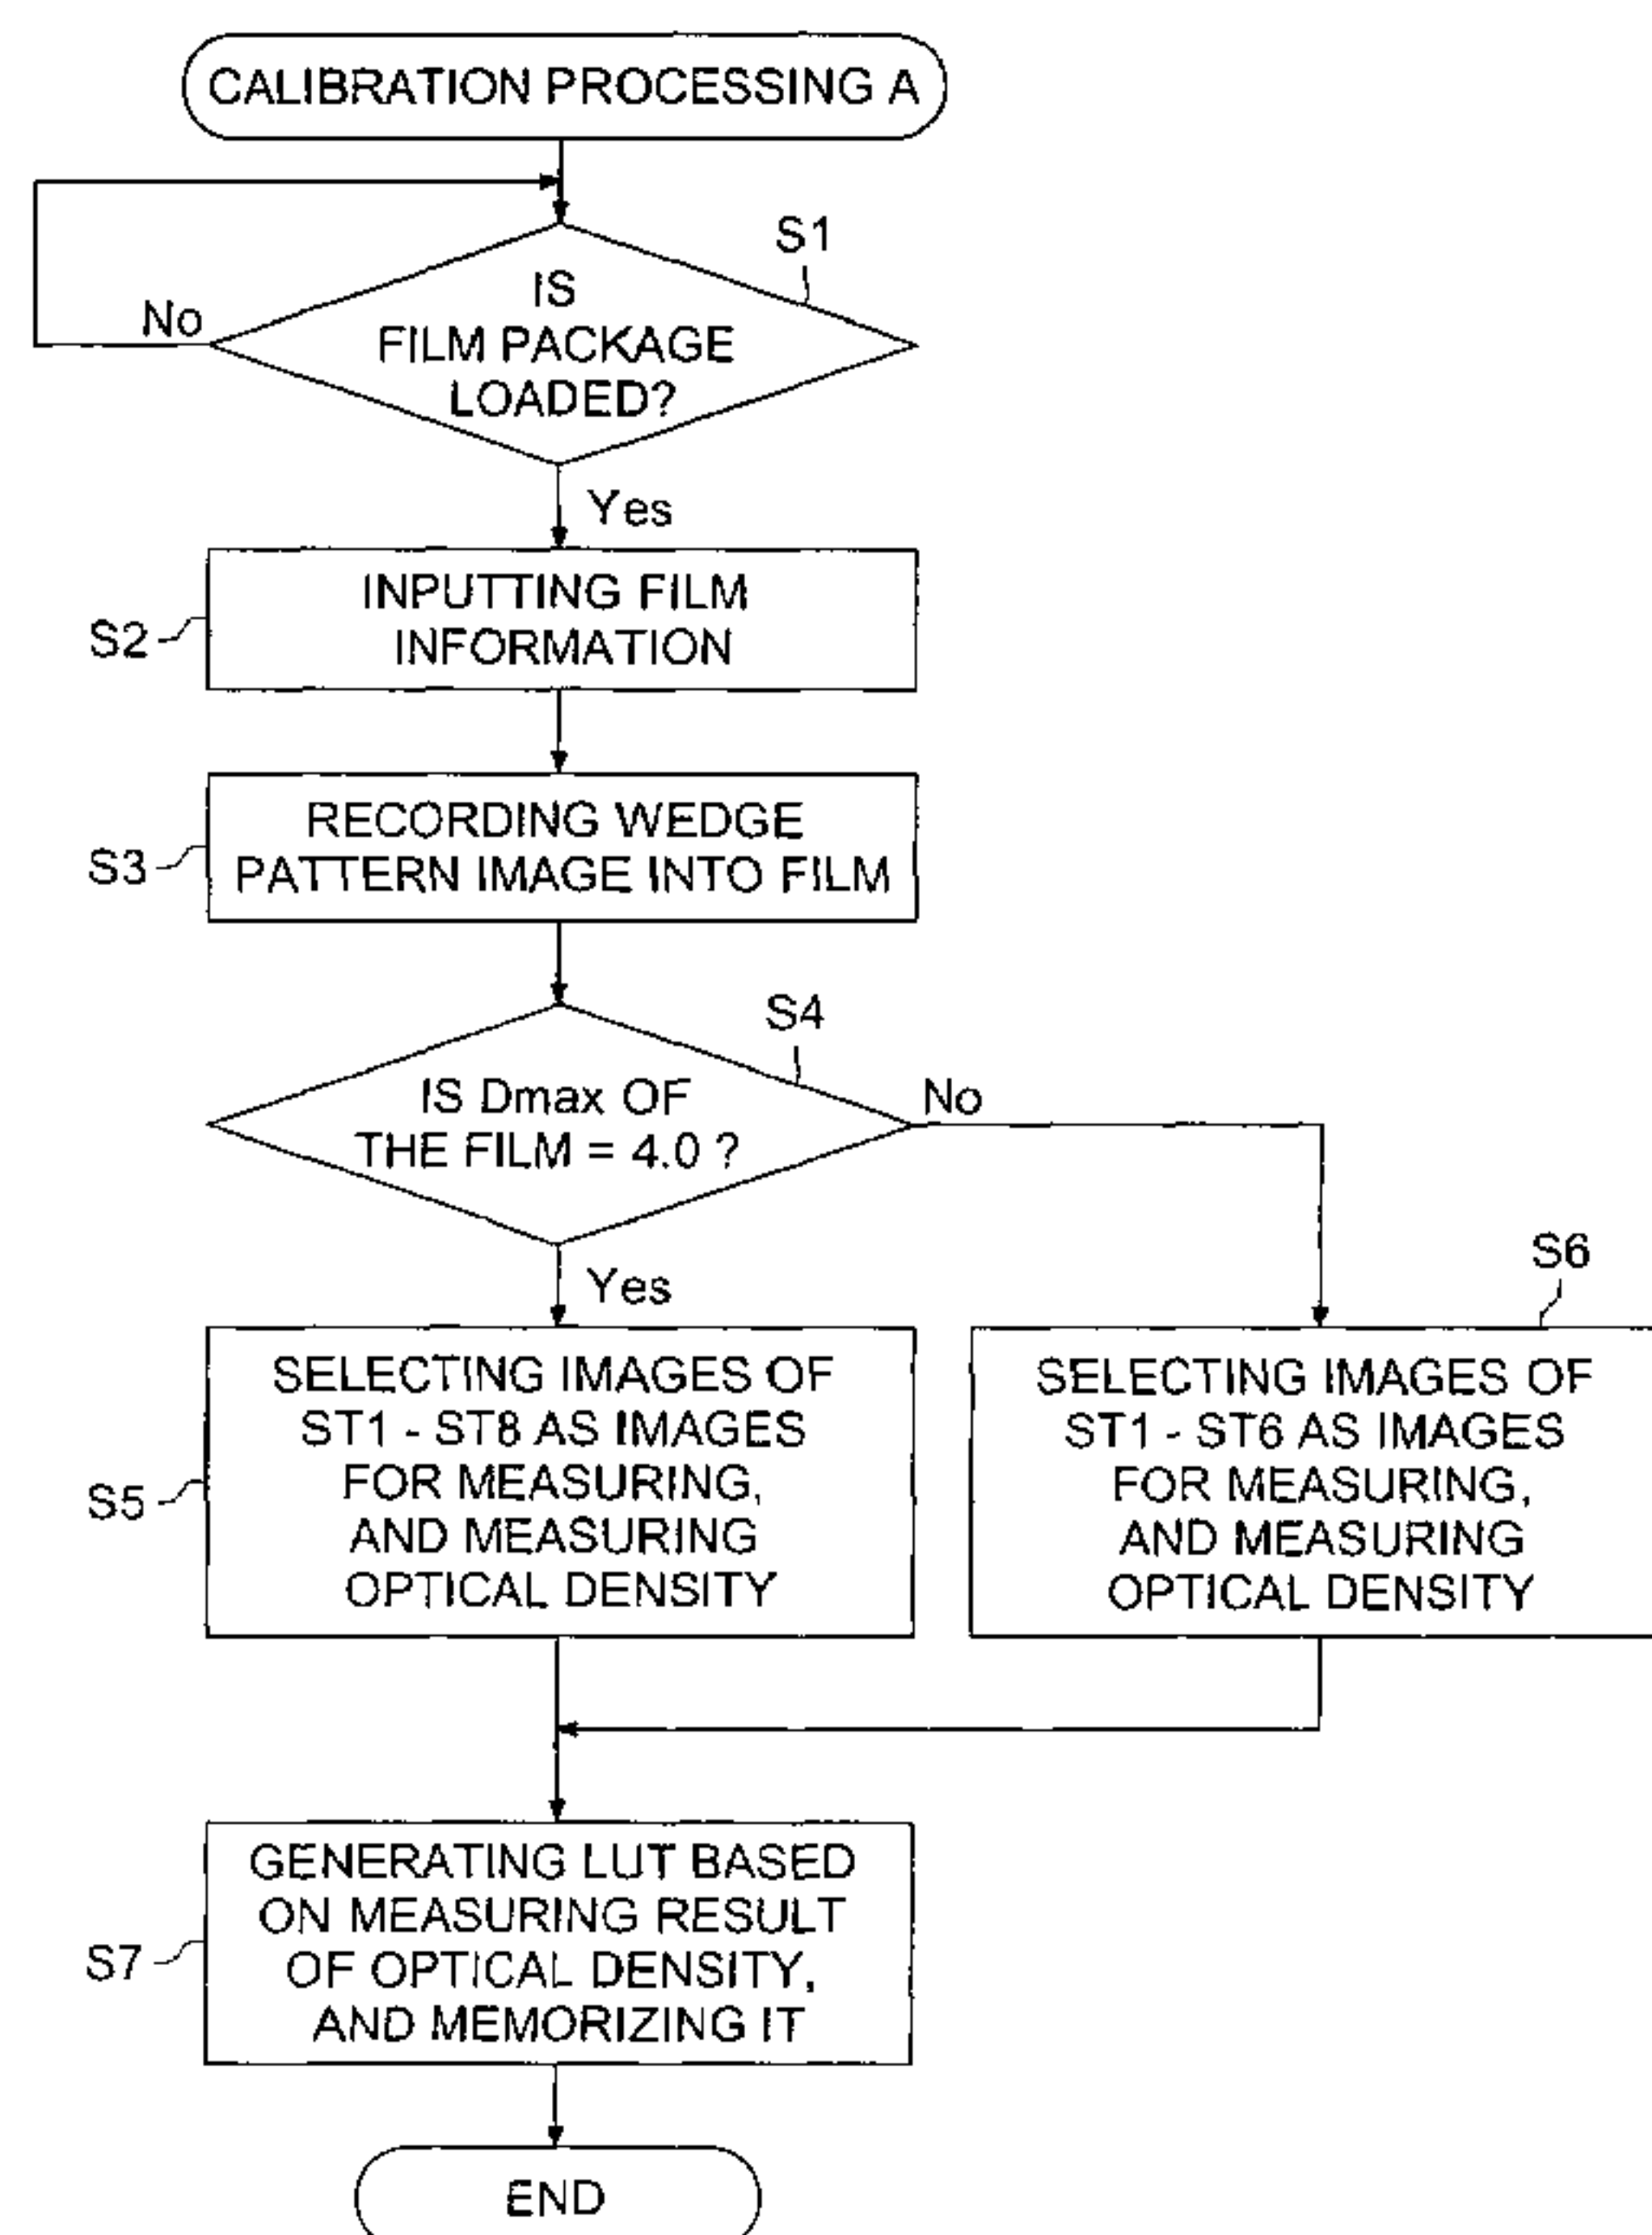 CALIBRATION PROCESSING A
S1
IS
FILM PACKAGE
LOADED?
No
Yes
S2
INPUTTING FILM
INFORMATION
S3
RECORDING WEDGE
PATTERN IMAGE INTO FILM
S4
IS Dmax OF
THE FILM = 4.0 ?
No
Yes
S5
SELECTING IMAGES OF
ST1 - ST8 AS IMAGES
FOR MEASURING,
AND MEASURING
OPTICAL DENSITY
S6
SELECTING IMAGES OF
ST1 - ST6 AS IMAGES
FOR MEASURING,
AND MEASURING
OPTICAL DENSITY
S7
GENERATING LUT BASED
ON MEASURING RESULT
OF OPTICAL DENSITY,
AND MEMORIZING IT
END